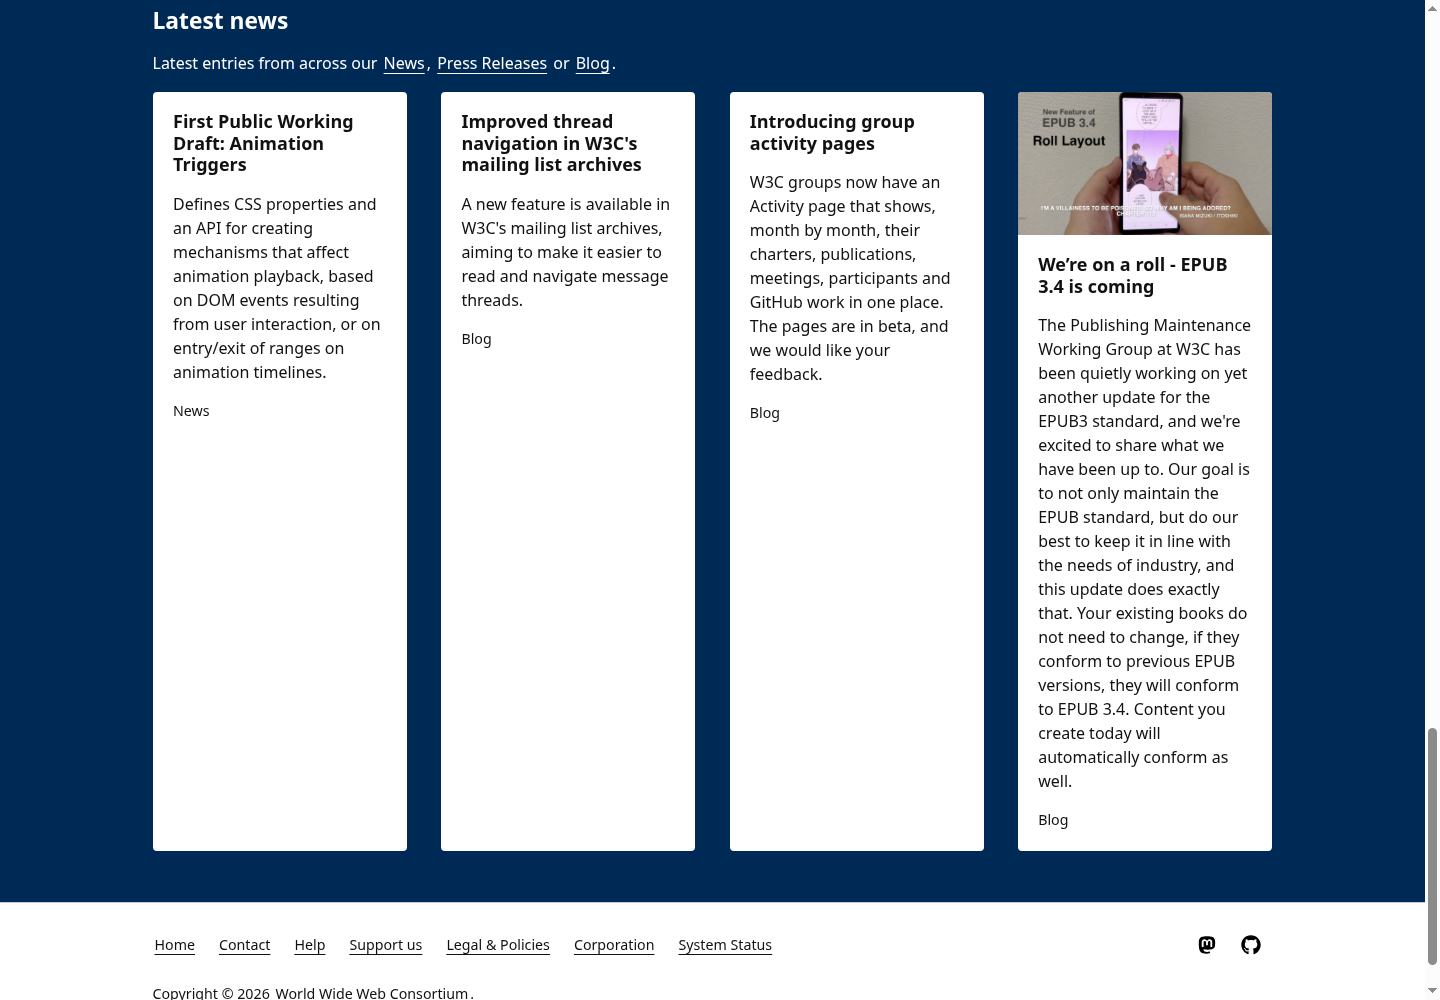 Latest news
Latest entries from across our News, Press Releases or Blog.
First Public Working
Draft: Animation
Triggers
Defines CSS properties and
an API for creating
mechanisms that affect
animation playback, based
on DOM events resulting
from user interaction, or on
entry/exit of ranges on
animation timelines.
News
Improved thread
navigation in W3C's
mailing list archives
A new feature is available in
W3C's mailing list archives,
aiming to make it easier to
read and navigate message
threads.
Blog
Introducing group
activity pages
W3C groups now have an
Activity page that shows,
month by month, their
charters, publications,
meetings, participants and
GitHub work in one place.
The pages are in beta, and
we would like your
feedback.
Blog
New Feature of
EPUB 3.4
Roll Layout
We’re on a roll - EPUB
3.4 is coming
The Publishing Maintenance
Working Group at W3C has
been quietly working on yet
another update for the
EPUB3 standard, and we're
excited to share what we
have been up to. Our goal is
to not only maintain the
EPUB standard, but do our
best to keep it in line with
the needs of industry, and
this update does exactly
that. Your existing books do
not need to change, if they
conform to previous EPUB
versions, they will conform
to EPUB 3.4. Content you
create today will
automatically conform as
well.
Blog
Home Contact Help Support us Legal & Policies Corporation System Status
Copyright © 2026 World Wide Web Consortium.